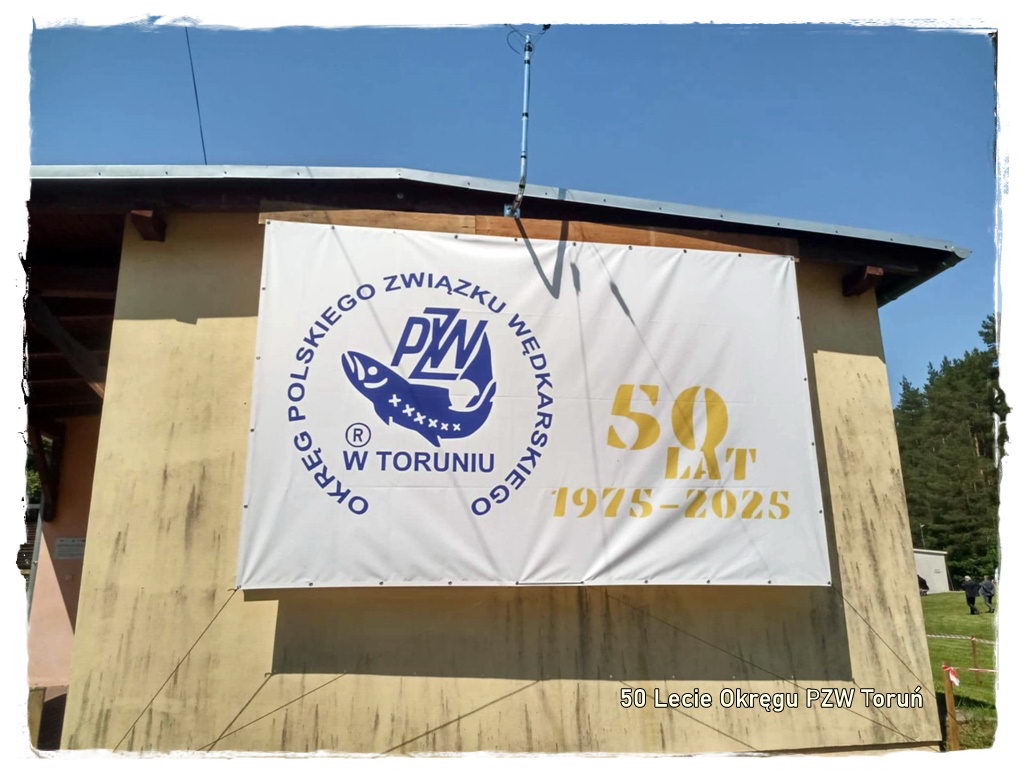 OKRĘG POLSKIEGO ZWIĄZKU WĘDKARSKIEGO
PZW
®
W TORUNIU
50
LAT
1975-2025
50 Lecie Okręgu PZW Toruń